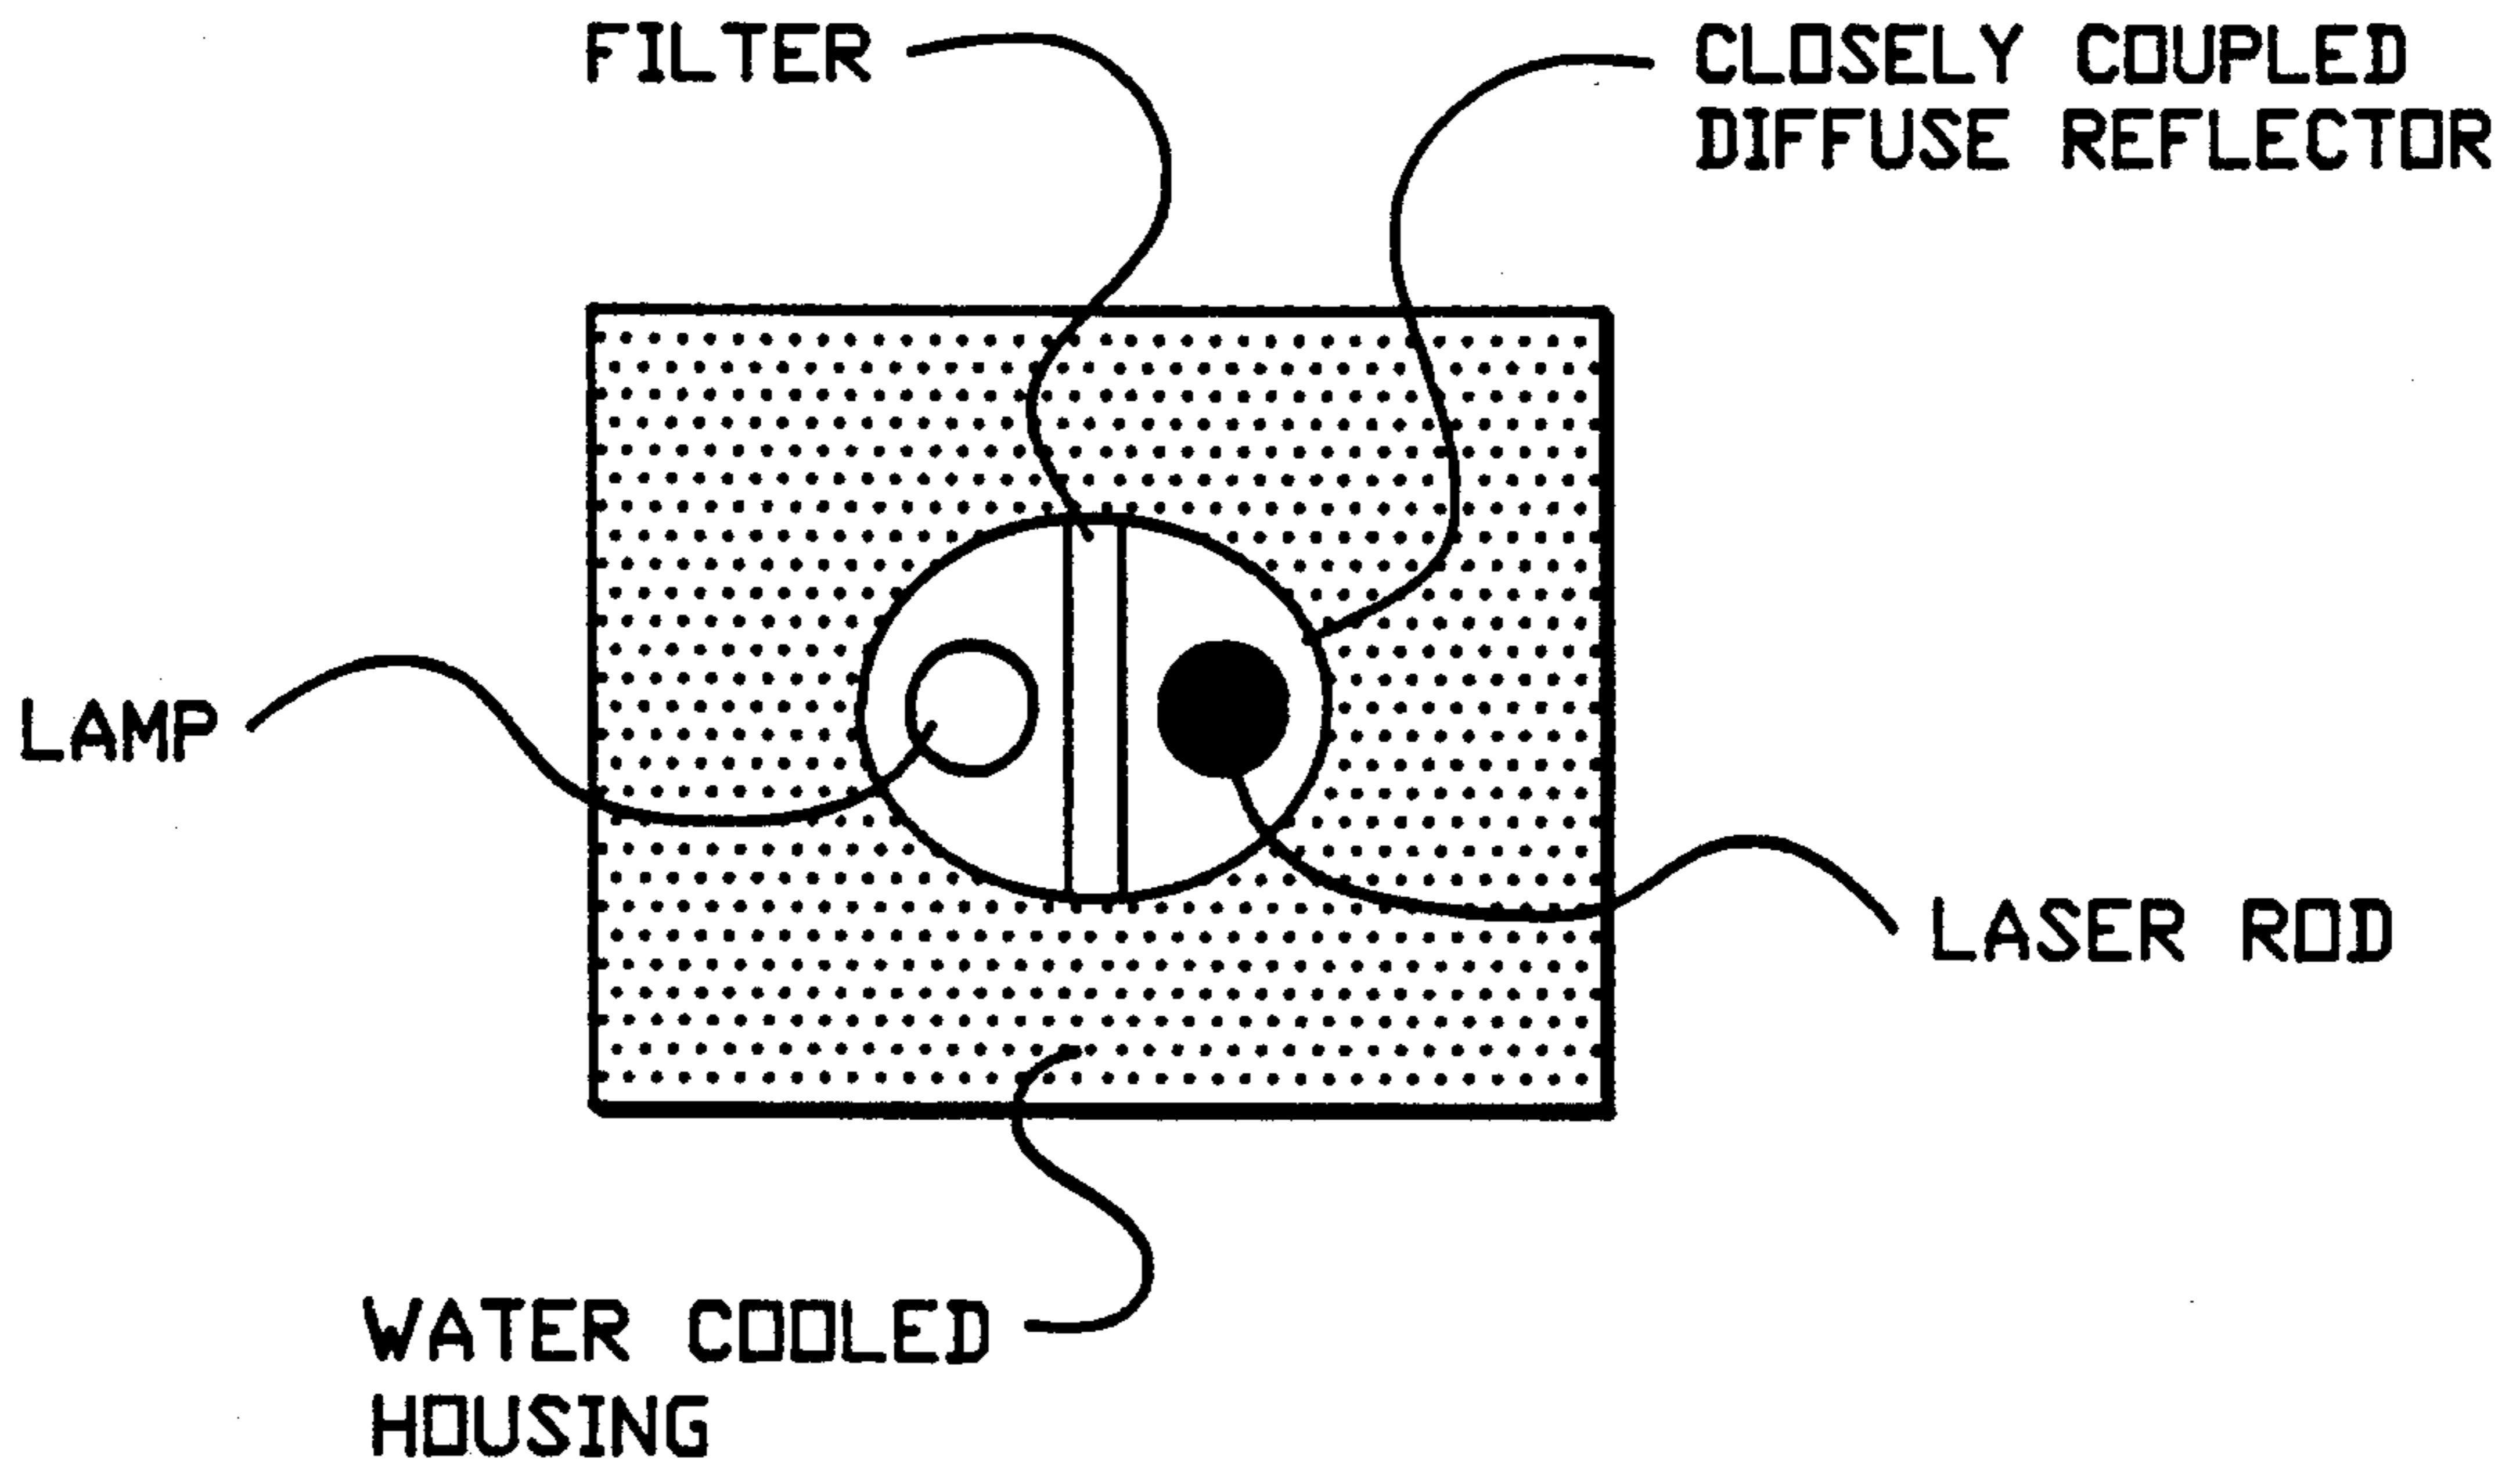 FILTER
CLOSELY COUPLED
DIFFUSE REFLECTOR
LAMP
LASER ROD
WATER COOLED
HOUSING